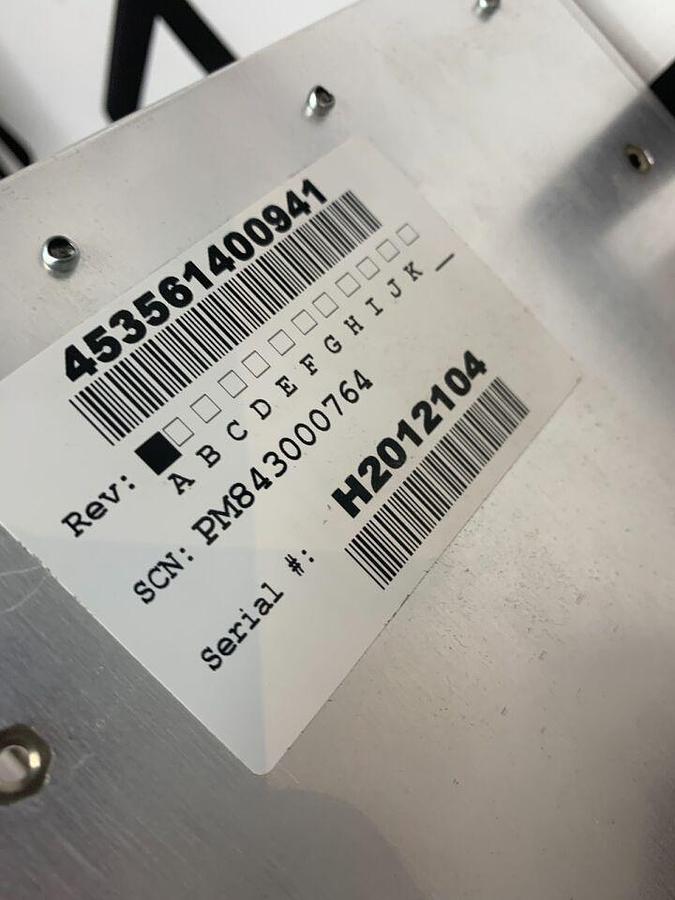 453561400941
Rev:
A B C D E F G H I J K _
SCN: PM843000764
H2012104
Serial #: